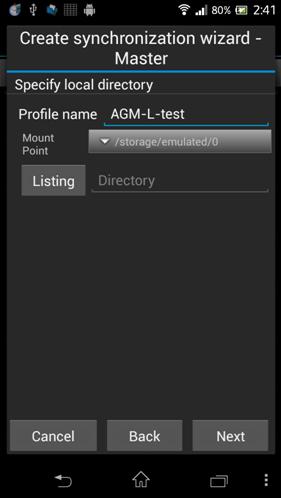 80% 2:41
Create synchronization wizard -
Master
Specify local directory
Profile name AGM-L-test
Mount
Point
/storage/emulated/0
Listing Directory
Cancel Back Next